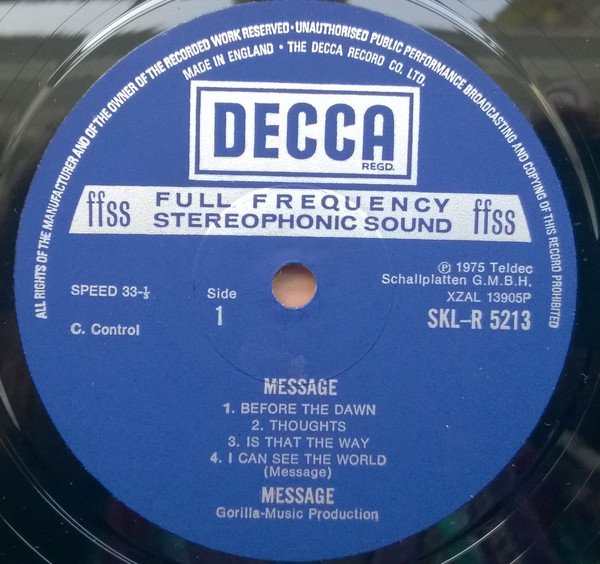 ALL RIGHTS OF THE MANUFACTURER AND OF THE OWNER OF THE RECORDED WORK RESERVED · UNAUTHORISED PUBLIC PERFORMANCE BROADCASTING AND COPYING OF THIS RECORD PROHIBITED
MADE IN ENGLAND · THE DECCA RECORD CO. LTD.
DECCA
REGD.
ffss FULL FREQUENCY STEREOPHONIC SOUND ffss
SPEED 33-⅓
Side
1
C. Control
℗ 1975 Teldec
Schallplatten G.M.B.H,
XZAL 13905P
SKL–R 5213
MESSAGE
1. BEFORE THE DAWN
2. THOUGHTS
3. IS THAT THE WAY
4. I CAN SEE THE WORLD
(Message)
MESSAGE
Gorilla-Music Production